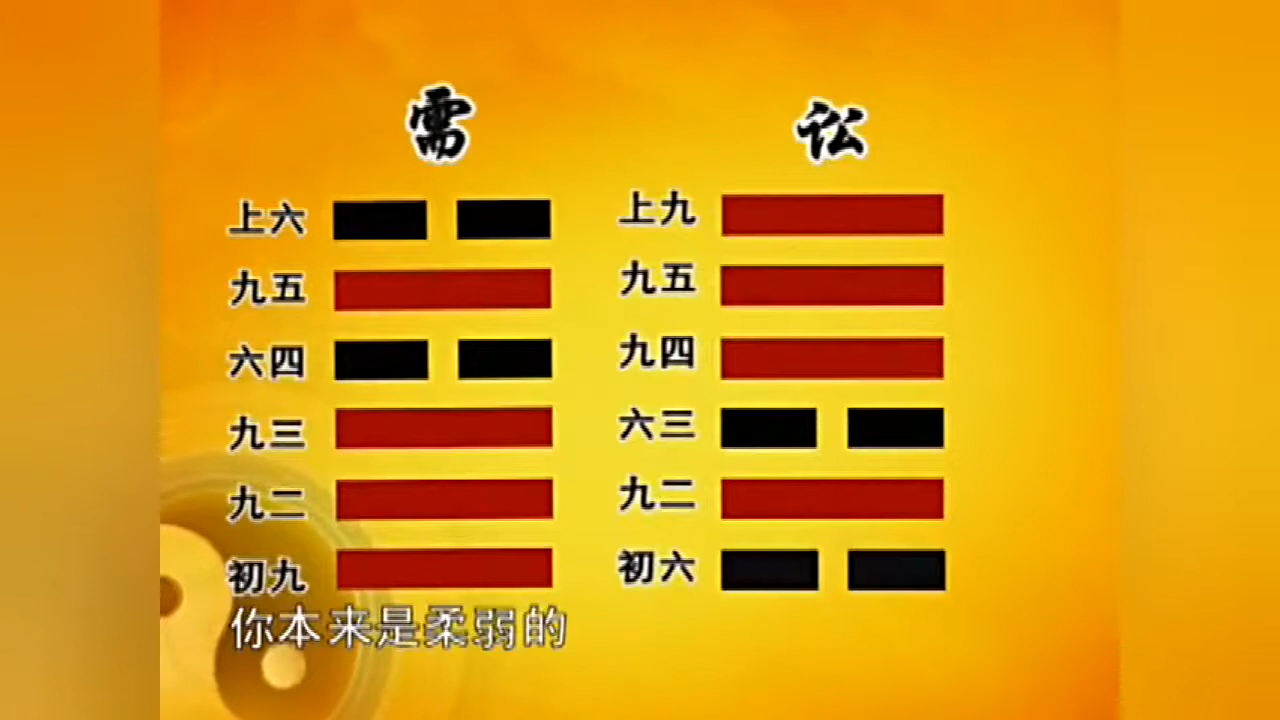 需
上六
九五
六四
九三
九二
初九
讼
上九
九五
九四
六三
九二
初六
你本来是柔弱的